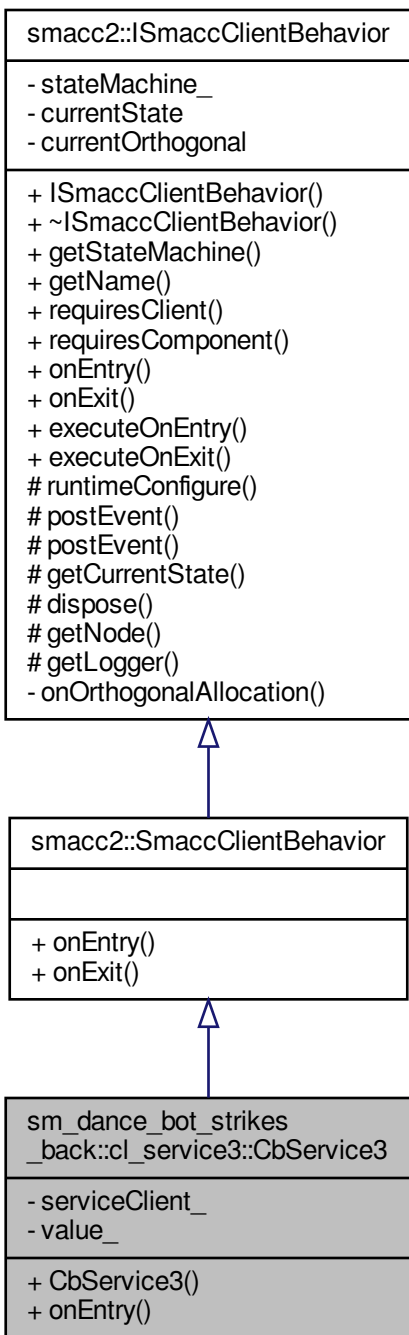 smacc2::ISmaccClientBehavior
- stateMachine_
- currentState
- currentOrthogonal
+ ISmaccClientBehavior()
+ ~ISmaccClientBehavior()
+ getStateMachine()
+ getName()
+ requiresClient()
+ requiresComponent()
+ onEntry()
+ onExit()
+ executeOnEntry()
+ executeOnExit()
# runtimeConfigure()
# postEvent()
# postEvent()
# getCurrentState()
# dispose()
# getNode()
# getLogger()
- onOrthogonalAllocation()
smacc2::SmaccClientBehavior
+ onEntry()
+ onExit()
sm_dance_bot_strikes
_back::cl_service3::CbService3
- serviceClient_
- value_
+ CbService3()
+ onEntry()